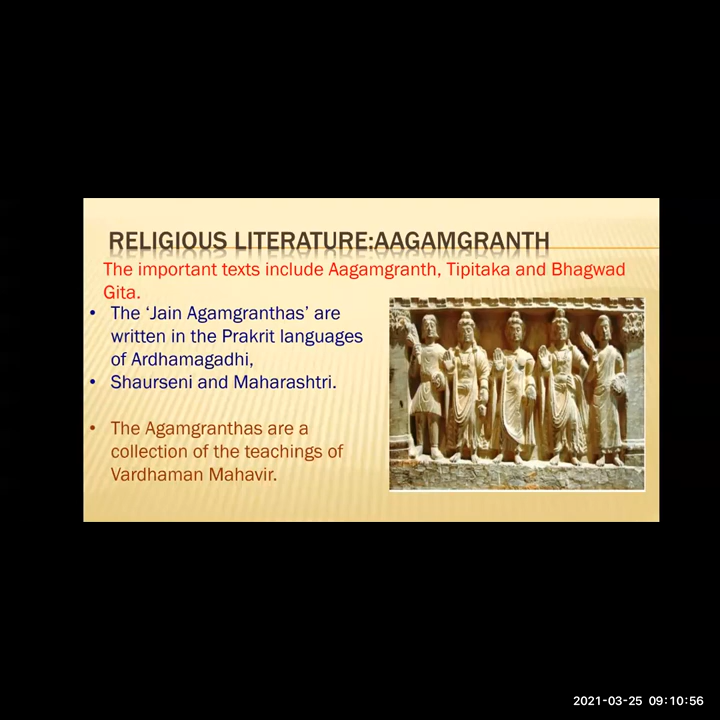 RELIGIOUS LITERATURE:AAGAMGRANTH
The important texts include Aagamgranth, Tipitaka and Bhagwad
Gita.
• The ‘Jain Agamgranthas’ are
written in the Prakrit languages
of Ardhamagadhi,
• Shaurseni and Maharashtri.
• The Agamgranthas are a
collection of the teachings of
Vardhaman Mahavir.
2021-03-25 09:10:56